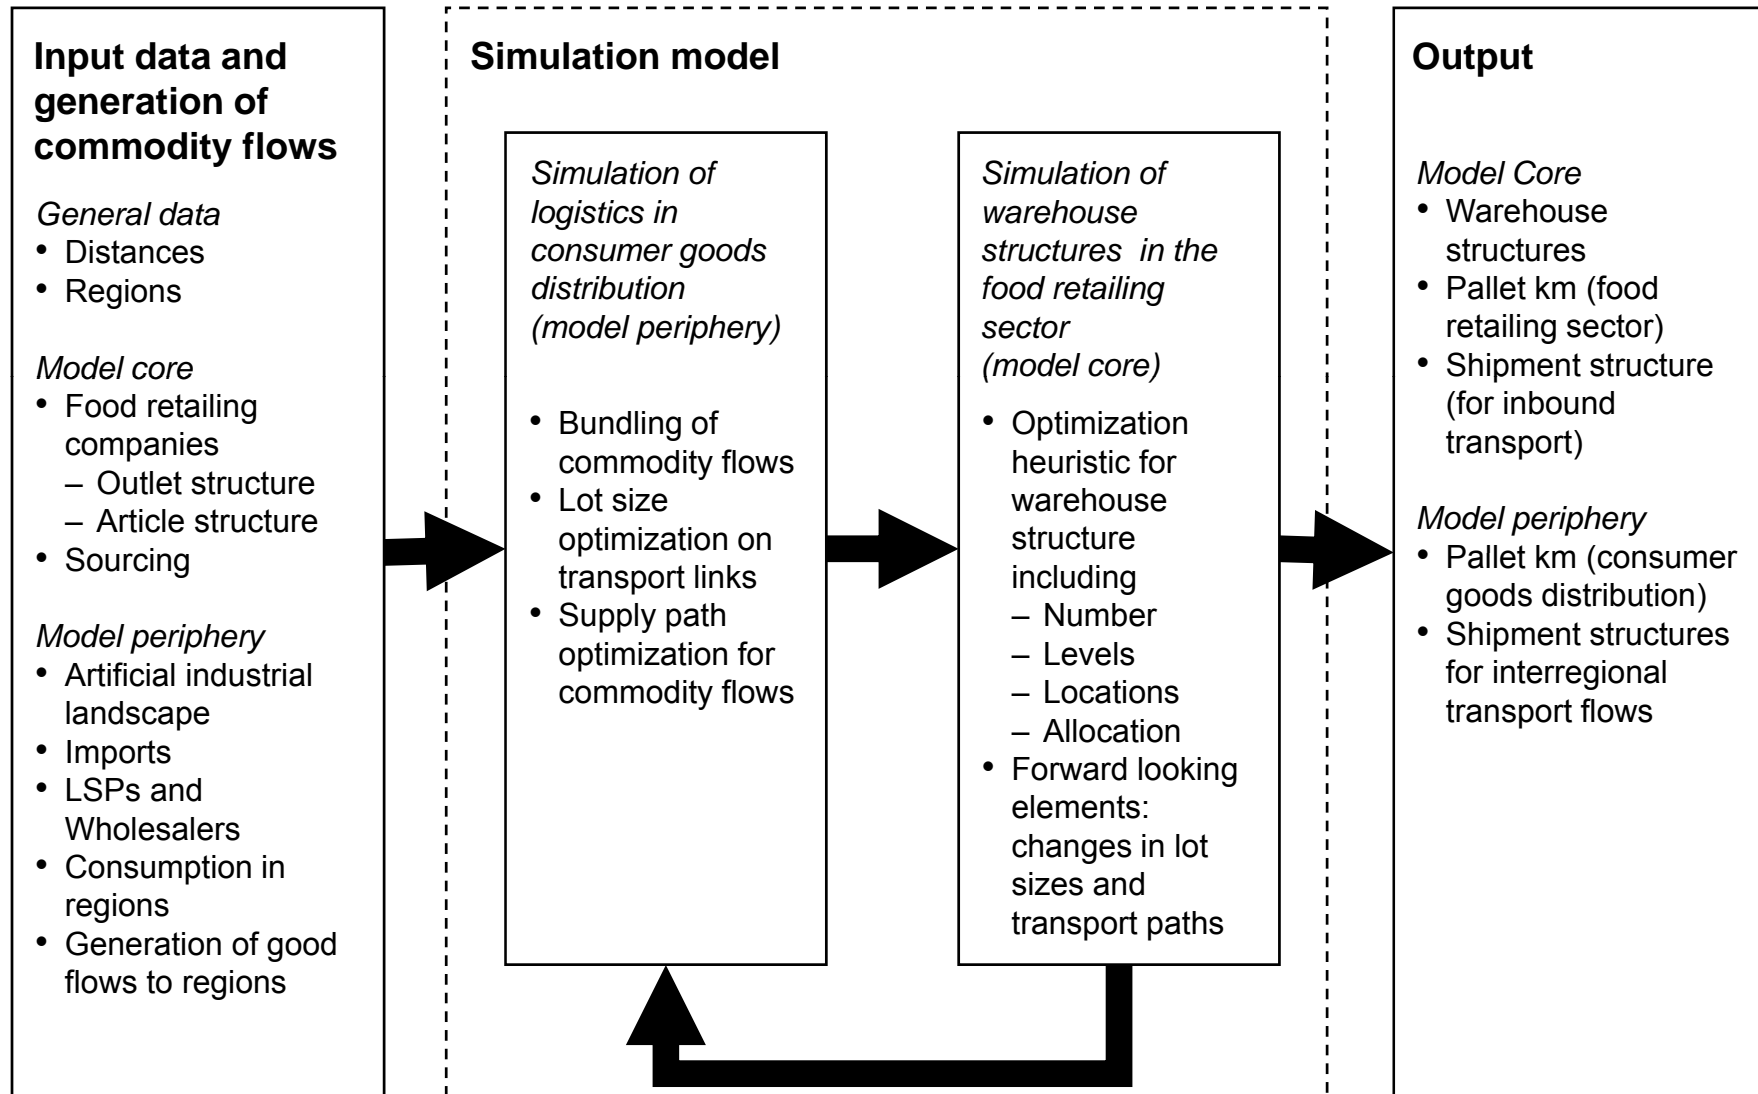 Input data and
generation of
commodity flows
General data
• Distances
• Regions
Model core
• Food retailing
companies
– Outlet structure
– Article structure
• Sourcing
Model periphery
• Artificial industrial
landscape
• Imports
• LSPs and
Wholesalers
• Consumption in
regions
• Generation of good
flows to regions
Simulation model
Simulation of
logistics in
consumer goods
distribution
(model periphery)
• Bundling of
commodity flows
• Lot size
optimization on
transport links
• Supply path
optimization for
commodity flows
Simulation of
warehouse
structures in the
food retailing
sector
(model core)
• Optimization
heuristic for
warehouse
structure
including
– Number
– Levels
– Locations
– Allocation
• Forward looking
elements:
changes in lot
sizes and
transport paths
Output
Model Core
• Warehouse
structures
• Pallet km (food
retailing sector)
• Shipment structure
(for inbound
transport)
Model periphery
• Pallet km (consumer
goods distribution)
• Shipment structures
for interregional
transport flows